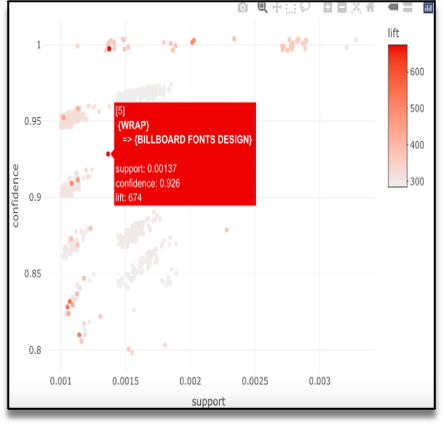 lift
1
0.95
0.9
0.85
0.8
confidence
[5]
{WRAP}
=> {BILLBOARD FONTS DESIGN}
support: 0.00137
confidence: 0.926
lift: 674
600
500
400
300
0.001
0.0015
0.002
0.0025
0.003
support